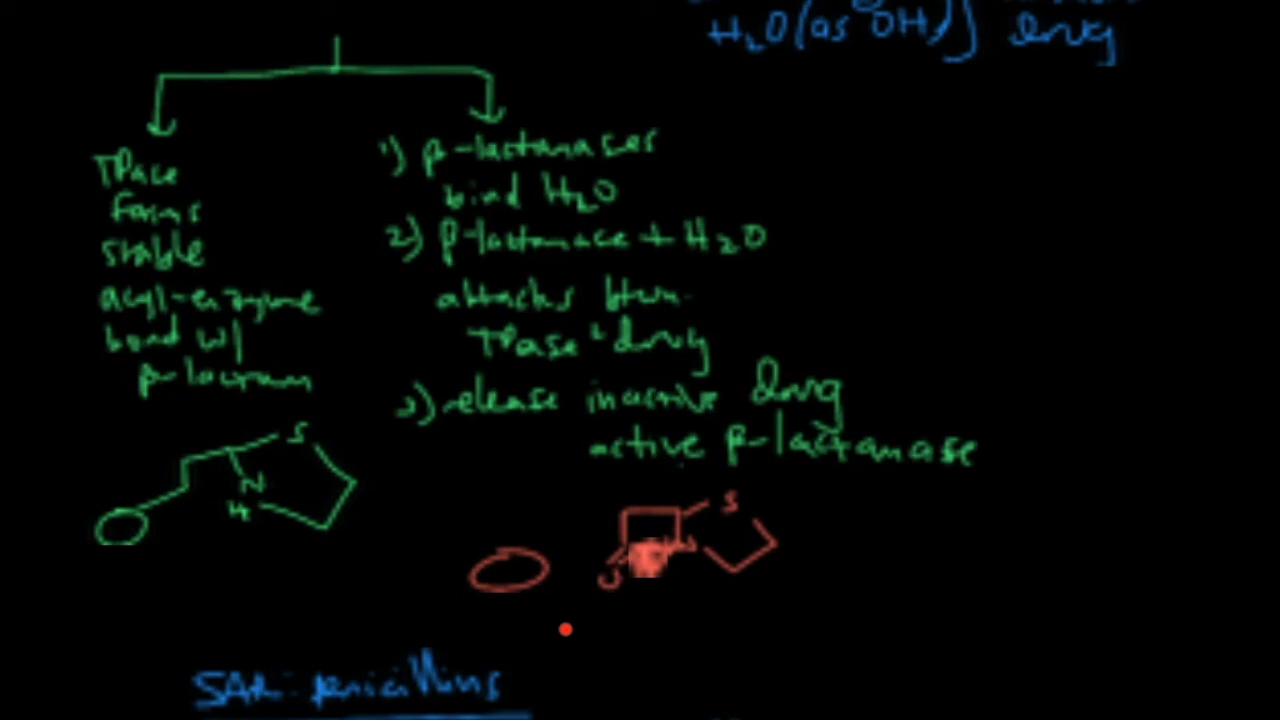 H₂O (as ⊖OH)] drug
TPase
forms
stable
acyl-enzyme
bond w/
β-lactam
1) β-lactamases
bind H₂O
2) β-lactamase + H₂O
attacks btwn
TPase + drug
3) release inactive drug
active β-lactamase
S
N
H
S
N
O
SAR: penicillins